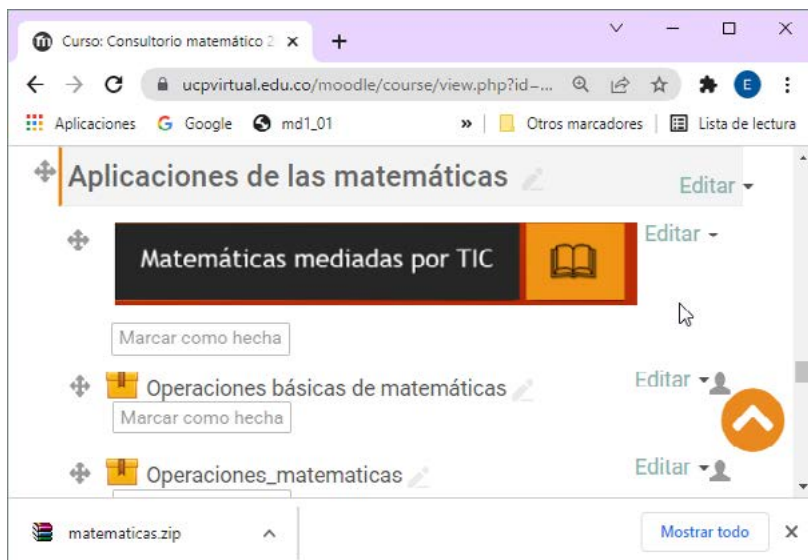 Curso: Consultorio matemático 2
ucpvirtual.edu.co/moodle/course/view.php?id=...
E
Aplicaciones
Google
md1_01
»
Otros marcadores
Lista de lectura
Aplicaciones de las matemáticas
Editar
Matemáticas mediadas por TIC
Editar
Marcar como hecha
Operaciones básicas de matemáticas
Editar
Marcar como hecha
Operaciones_matematicas
Editar
matematicas.zip
Mostrar todo